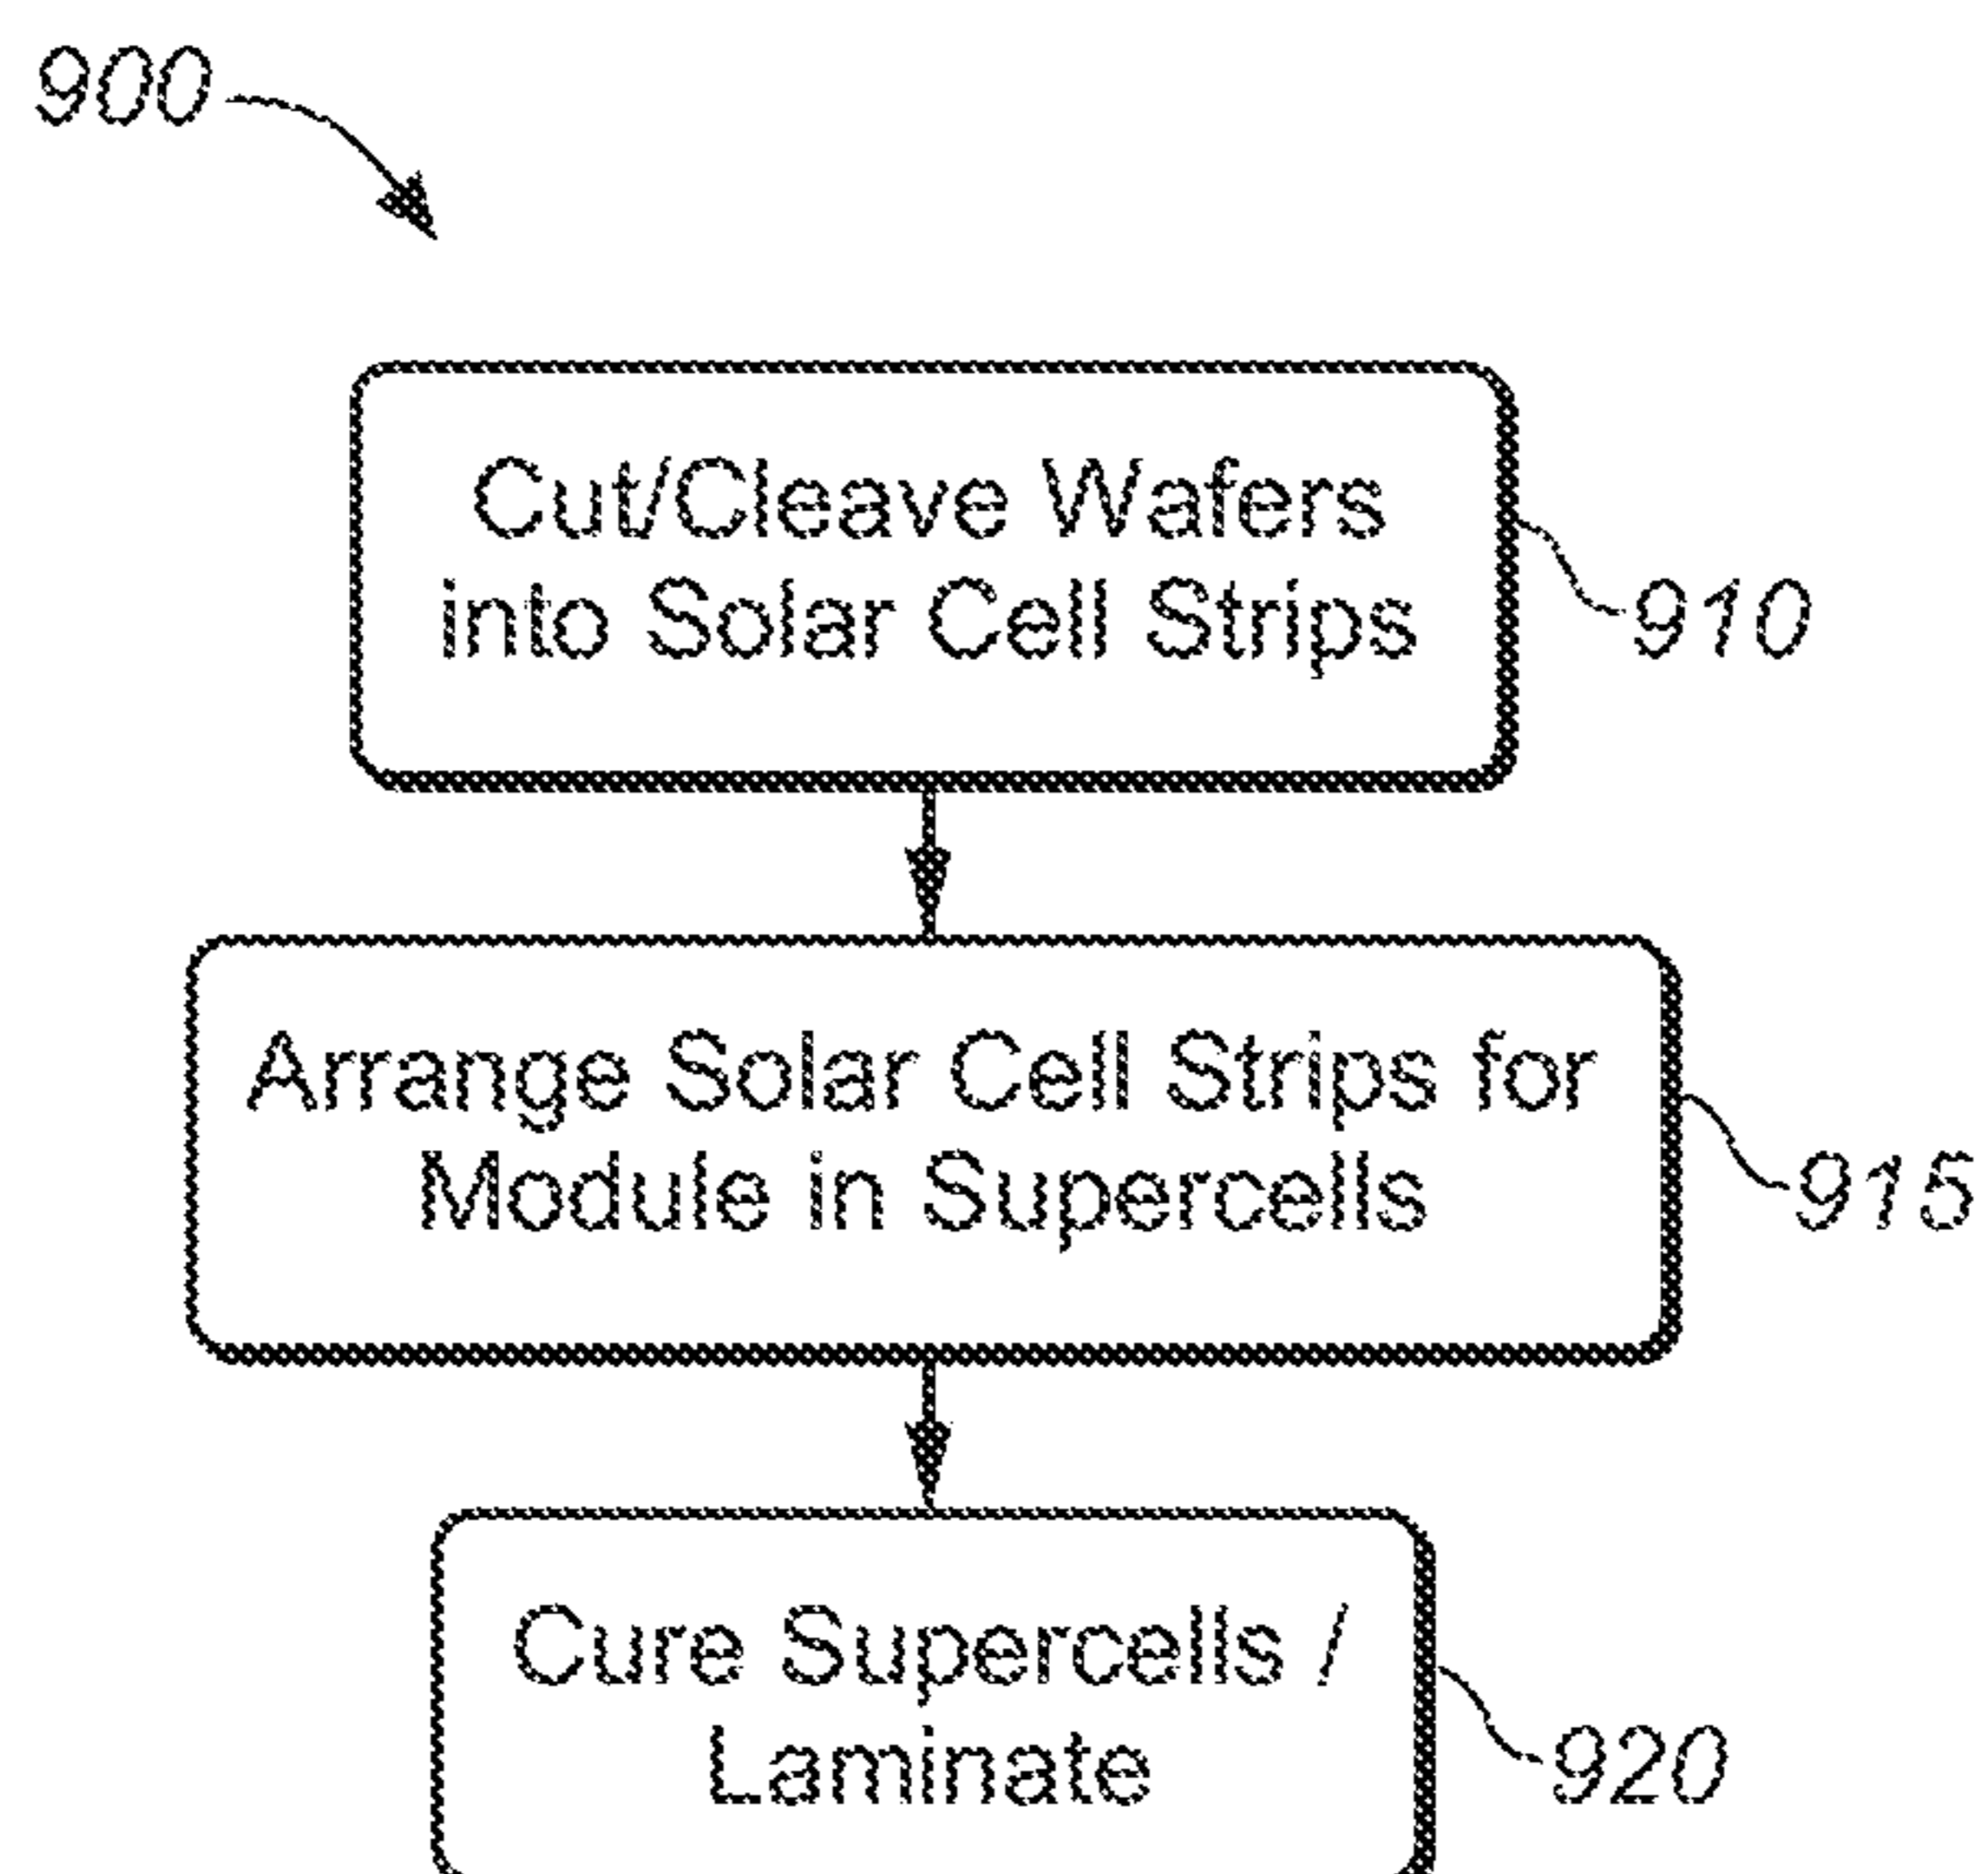 900
Cut/Cleave Wafers
into Solar Cell Strips
910
Arrange Solar Cell Strips for
Module in Supercells
915
Cure Supercells /
Laminate
920